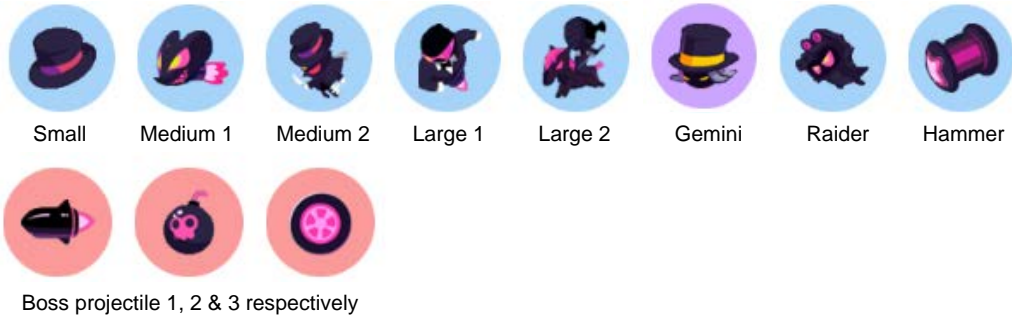 Small Medium 1 Medium 2 Large 1 Large 2 Gemini Raider Hammer
Boss projectile 1, 2 & 3 respectively